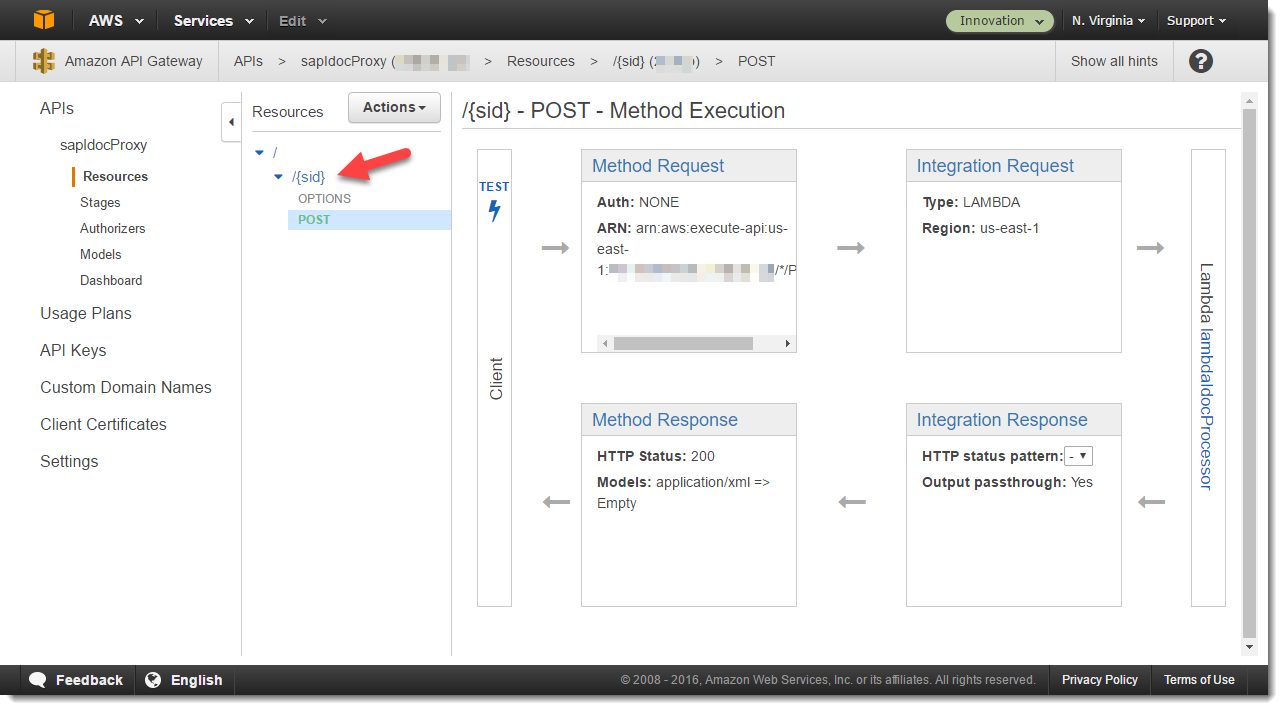 AWS Services Edit Innovation N. Virginia Support
Amazon API Gateway APIs > sapIdocProxy ( > Resources > /{sid} ( ) > POST Show all hints ?
APIs
sapIdocProxy
Resources
Stages
Authorizers
Models
Dashboard
Usage Plans
API Keys
Custom Domain Names
Client Certificates
Settings
Resources Actions
/
/{sid}
OPTIONS
POST
/{sid} - POST - Method Execution
TEST
Client
Method Request
Auth: NONE
ARN: arn:aws:execute-api:us-
east-
1: /*/P
Integration Request
Type: LAMBDA
Region: us-east-1
Lambda lambdaIdocProcessor
Method Response
HTTP Status: 200
Models: application/xml =>
Empty
Integration Response
HTTP status pattern: -
Output passthrough: Yes
Feedback English © 2008 - 2016, Amazon Web Services, Inc. or its affiliates. All rights reserved. Privacy Policy Terms of Use